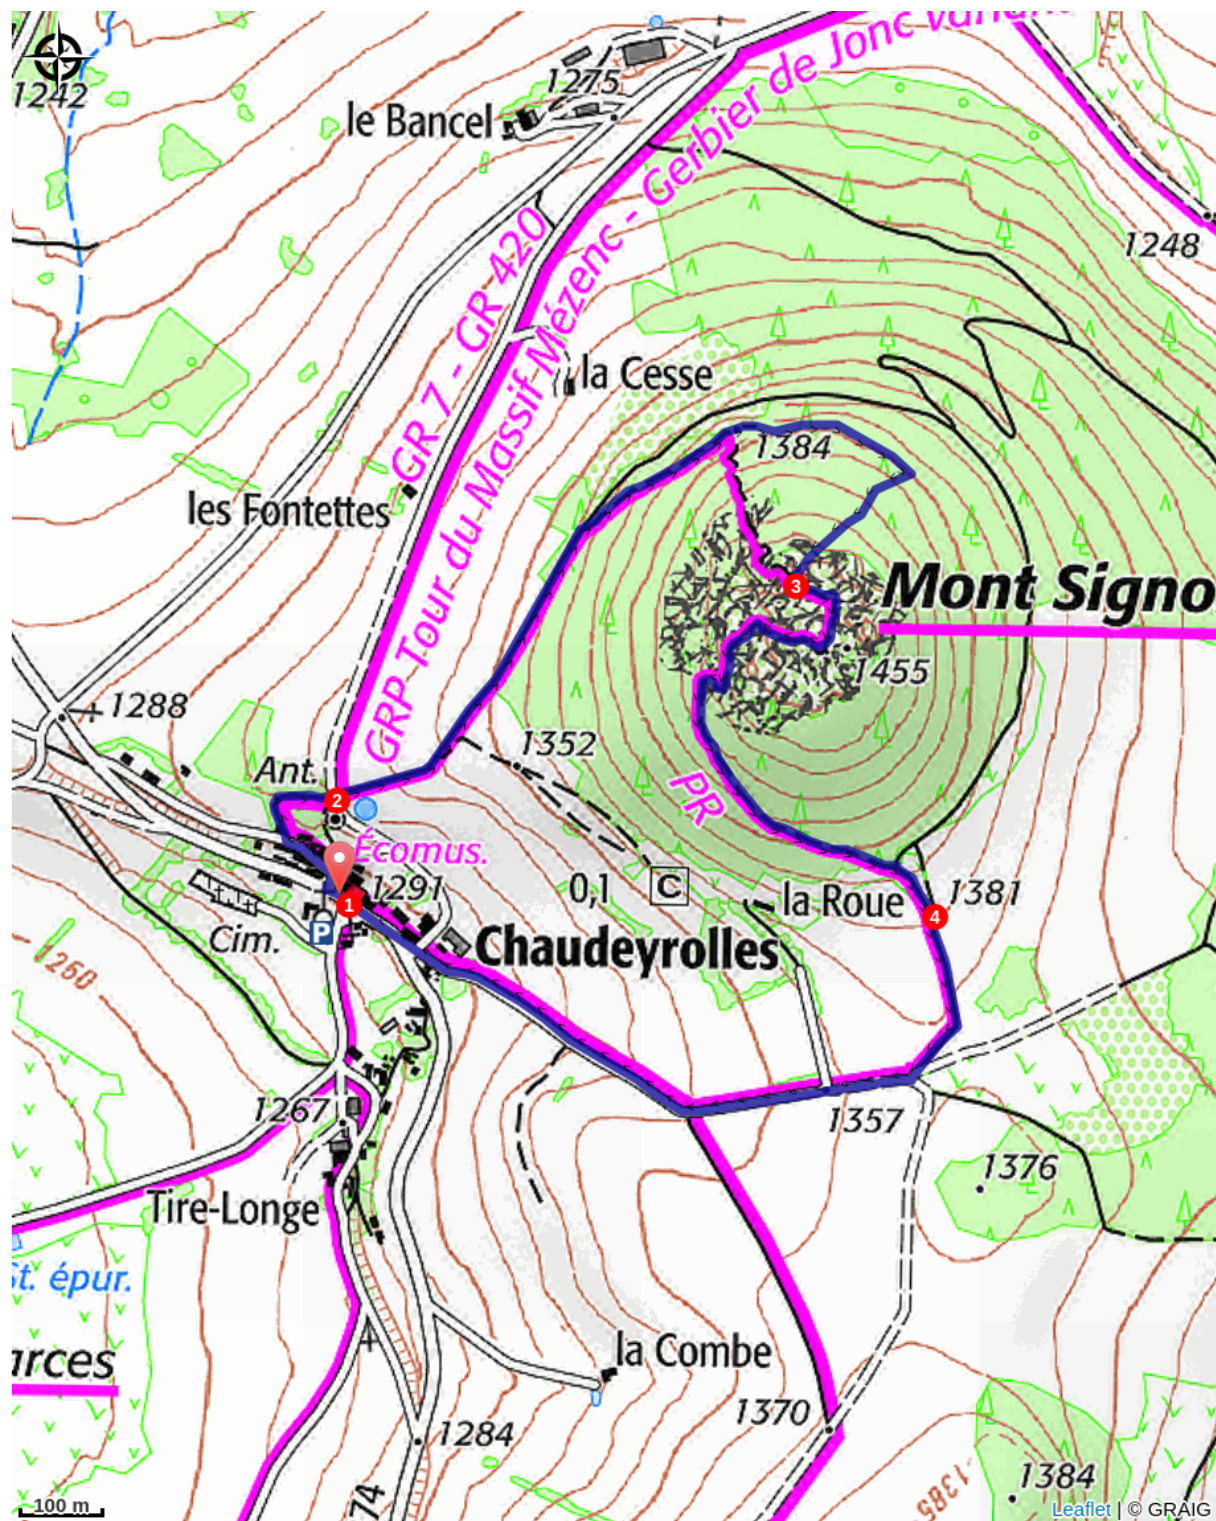 1242
1275
le Bancel
GR 7 - GR 420
GRP Tour du Massif Mézenc - Gerbier de Jonc variant
1248
la Cesse
1384
les Fontettes
3
Mont Signo
1455
1288
1352
Ant.
2
PR
Écomus.
1291
0,1
C
la Roue
1381
1
4
P
Cim.
Chaudeyrolles
1260
1267
1357
1376
Tire-Longe
St. épur.
arces
la Combe
1370
1284
1384
1385
74
100 m
Leaflet | © GRAIG